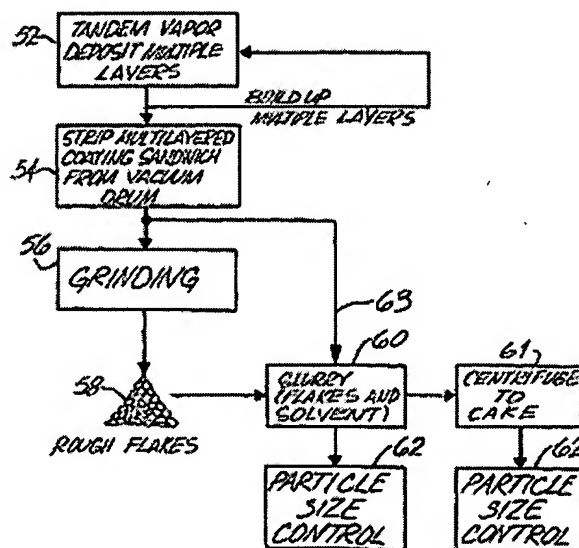 52
TANDEM VAPOR
DEPOSIT MULTIPLE
LAYERS
BUILD UP
MULTIPLE LAYERS
54
STRIP MULTILAYERED
COATING SANDWICH
FROM VACUUM
DRUM
56
GRINDING
63
58
ROUGH FLAKES
60
SLURRY
(FLAKES AND
SOLVENT)
61
CENTRIFUGE
TO
CAKE
62
PARTICLE
SIZE
CONTROL
62
PARTICLE
SIZE
CONTROL